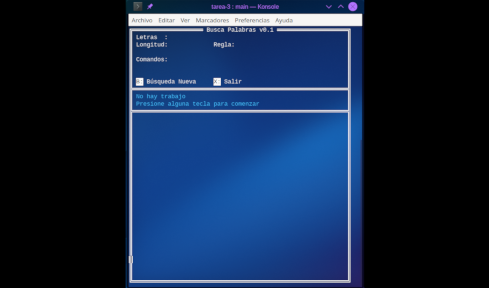 tarea-3 : main — Konsole
Archivo Editar Ver Marcadores Preferencias Ayuda
Busca Palabras v0.1
Letras :
Longitud: Regla:
Comandos:
Búsqueda Nueva Salir
No hay trabajo
Presione alguna tecla para comenzar